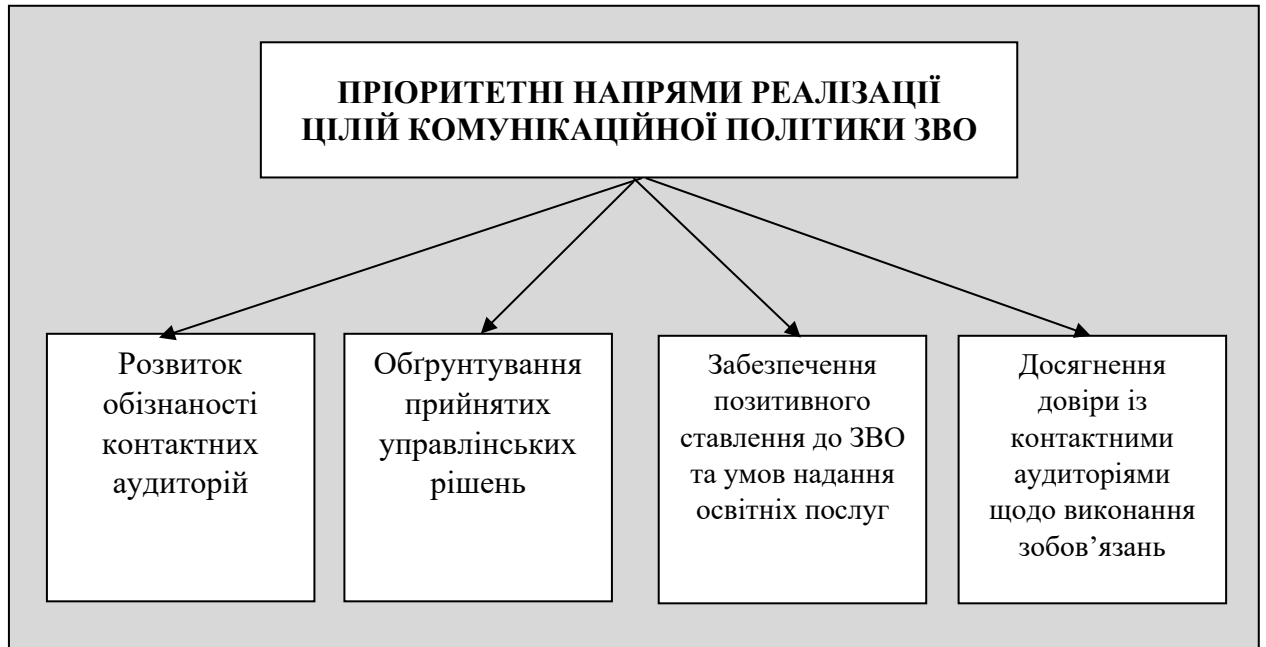 ПРІОРИТЕТНІ НАПРЯМИ РЕАЛІЗАЦІЇ
ЦІЛІЙ КОМУНІКАЦІЙНОЇ ПОЛІТИКИ ЗВО
Розвиток
обізнаності
контактних
аудиторій
Обґрунтування
прийнятих
управлінських
рішень
Забезпечення
позитивного
ставлення до ЗВО
та умов надання
освітніх послуг
Досягнення
довіри із
контактними
аудиторіями
щодо виконання
зобов’язань